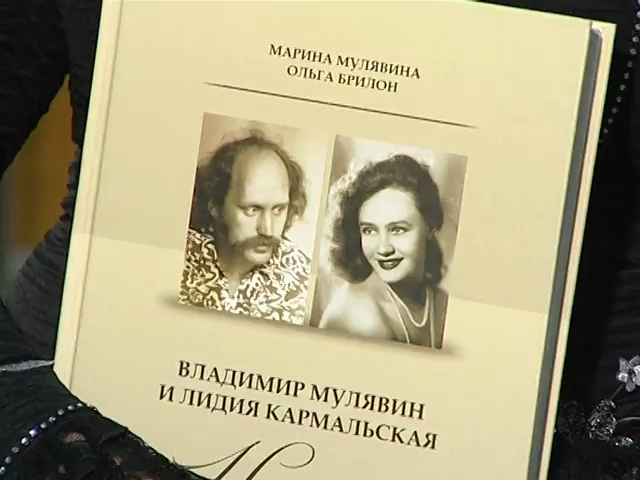 МАРИНА МУЛЯВИНА
ОЛЬГА БРИЛОН
ВЛАДИМИР МУЛЯВИН
И ЛИДИЯ КАРМАЛЬСКАЯ